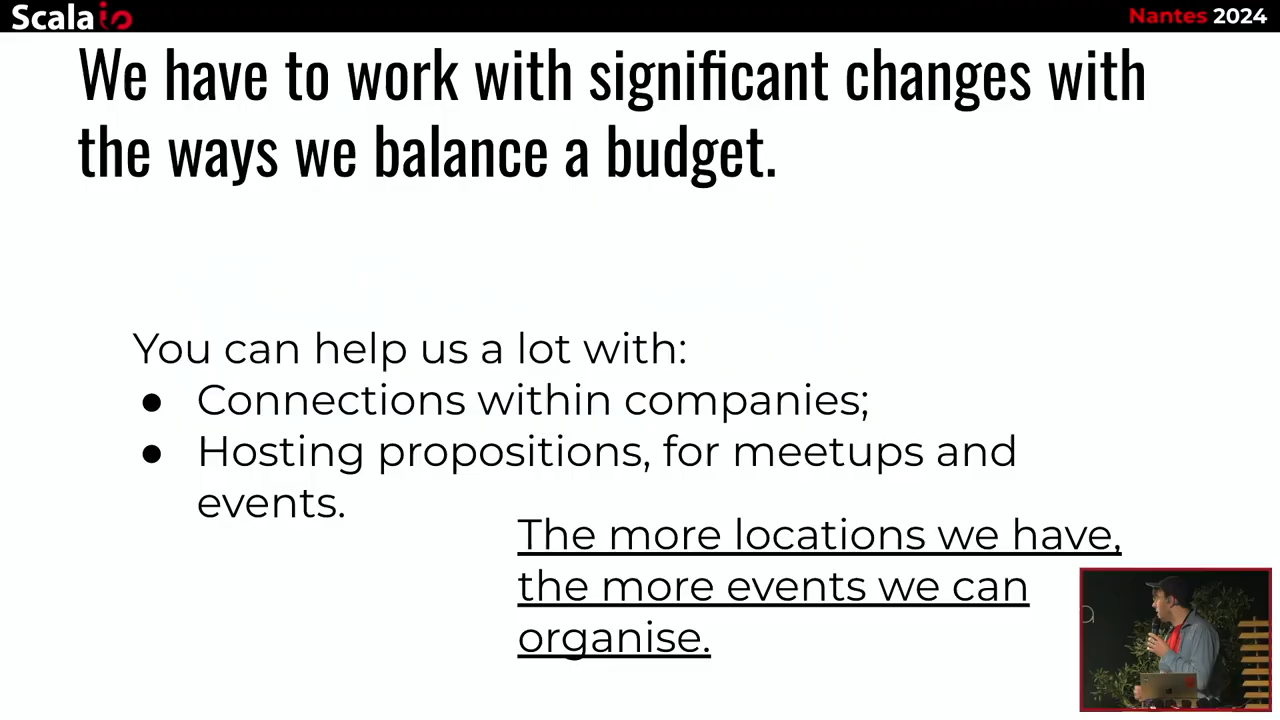 Scala io
Nantes 2024
We have to work with significant changes with
the ways we balance a budget.
You can help us a lot with:
● Connections within companies;
● Hosting propositions, for meetups and
events.
The more locations we have,
the more events we can
organise.
a